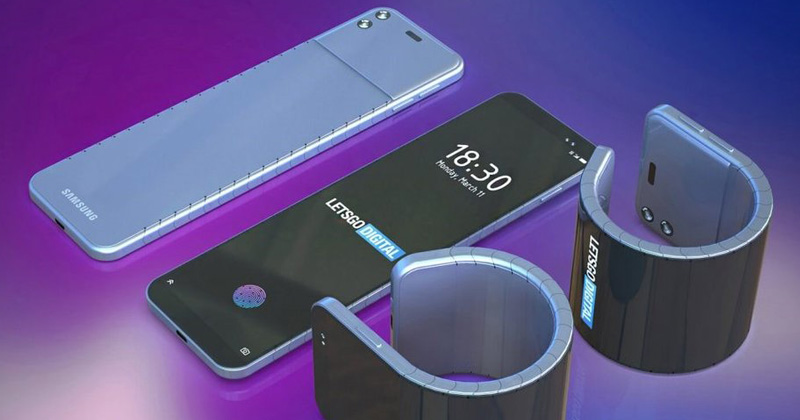 SAMSUNG
18:30
Monday, March 11
LETSGO DIGITAL
LETSGO DIGITAL